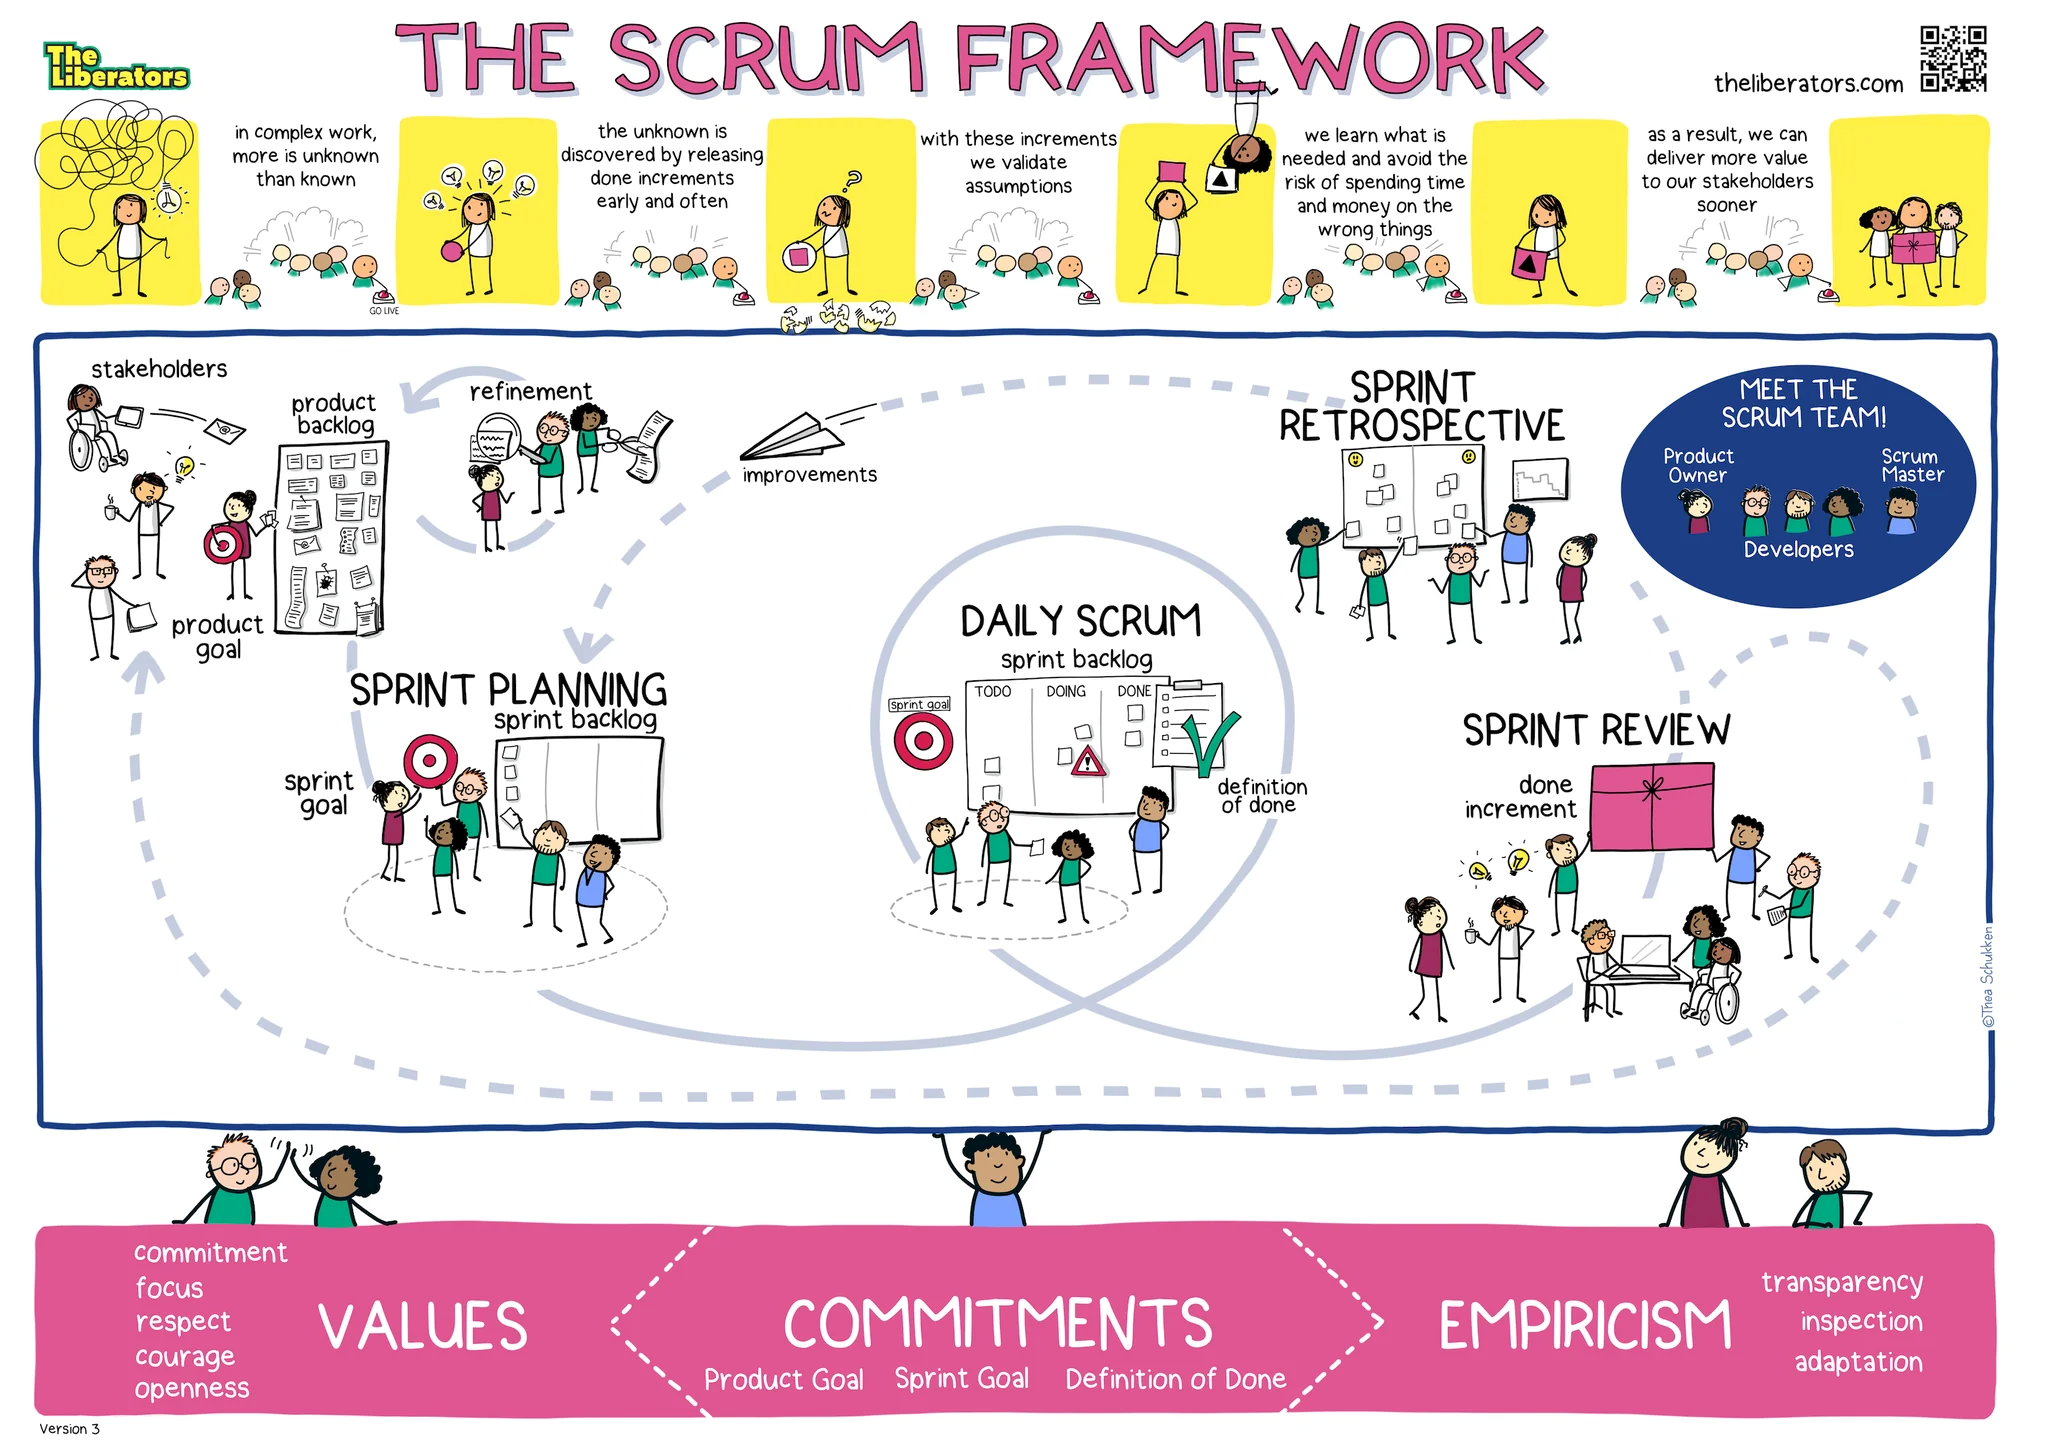 The
Liberators
THE SCRUM FRAMEWORK
theliberators.com
in complex work,
more is unknown
than known
GO LIVE
the unknown is
discovered by releasing
done increments
early and often
with these increments
we validate
assumptions
we learn what is
needed and avoid the
risk of spending time
and money on the
wrong things
as a result, we can
deliver more value
to our stakeholders
sooner
stakeholders
product
backlog
product
goal
refinement
improvements
SPRINT
RETROSPECTIVE
MEET THE
SCRUM TEAM!
Product
Owner
Scrum
Master
Developers
SPRINT PLANNING
sprint backlog
sprint
goal
DAILY SCRUM
sprint backlog
sprint goal
TODO
DOING
DONE
definition
of done
SPRINT REVIEW
done
increment
©Thea Schukken
commitment
focus
respect
courage
openness
VALUES
COMMITMENTS
Product Goal
Sprint Goal
Definition of Done
EMPIRICISM
transparency
inspection
adaptation
Version 3